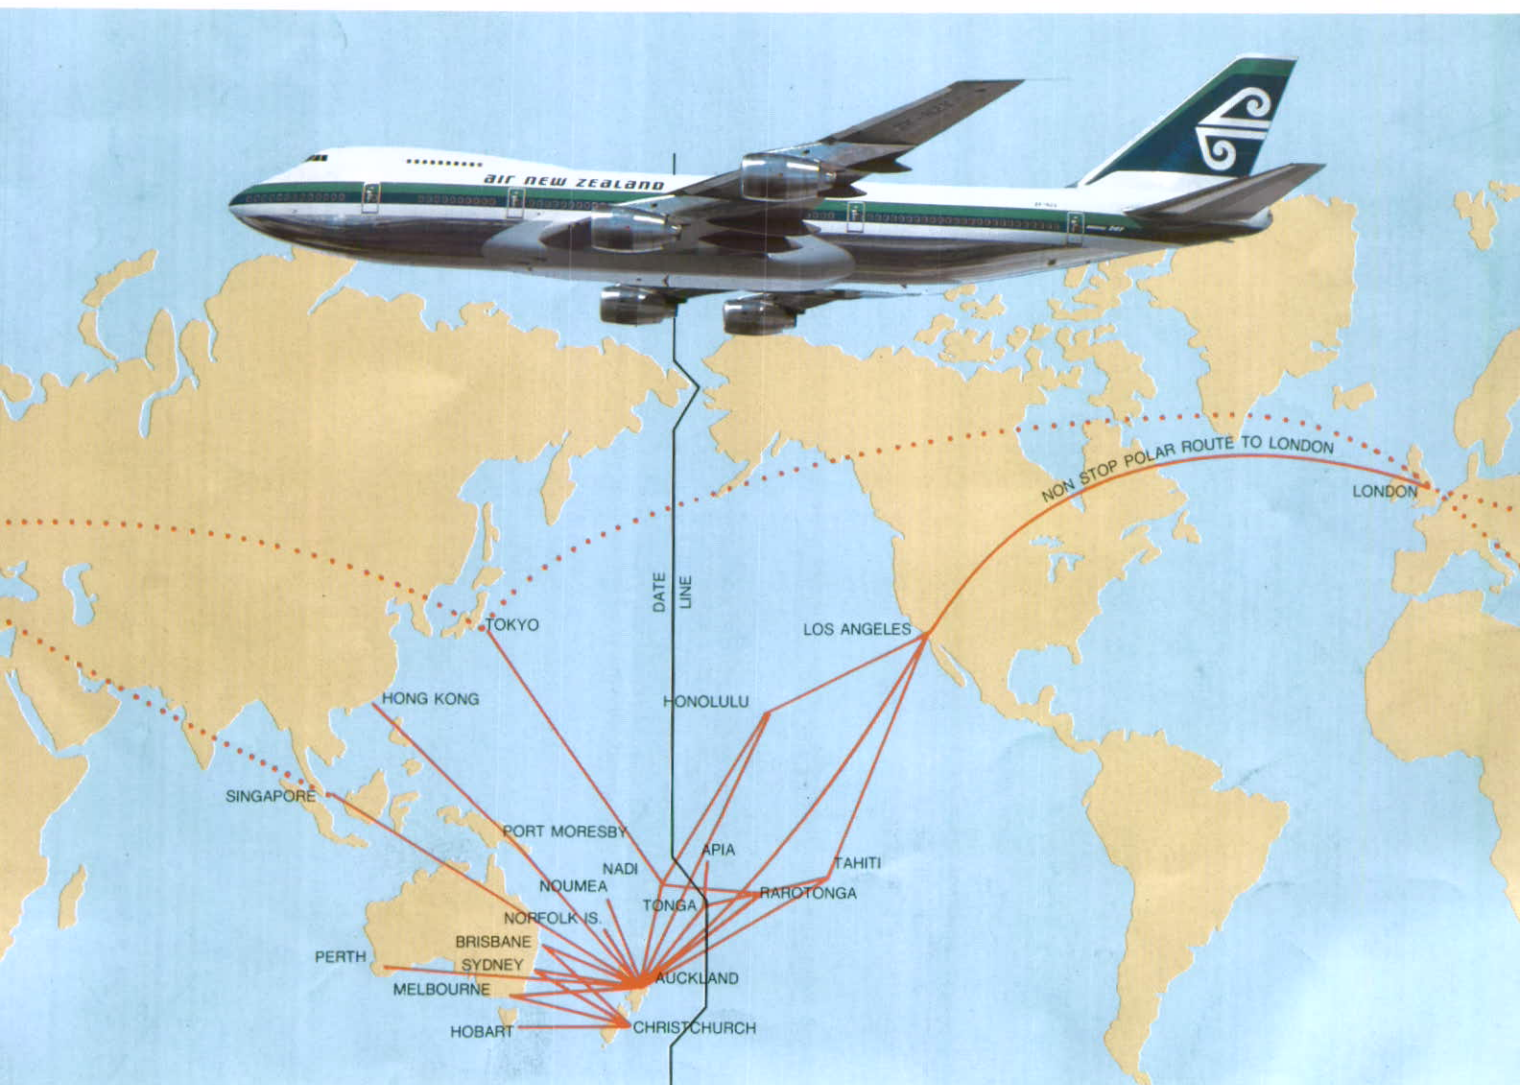 air new zealand
NON STOP POLAR ROUTE TO LONDON
LONDON
DATE
LINE
TOKYO
LOS ANGELES
HONG KONG
HONOLULU
SINGAPORE
PORT MORESBY
APIA
NADI
TAHITI
NOUMEA
RAROTONGA
TONGA
NORFOLK IS.
BRISBANE
PERTH
SYDNEY
AUCKLAND
MELBOURNE
HOBART
CHRISTCHURCH